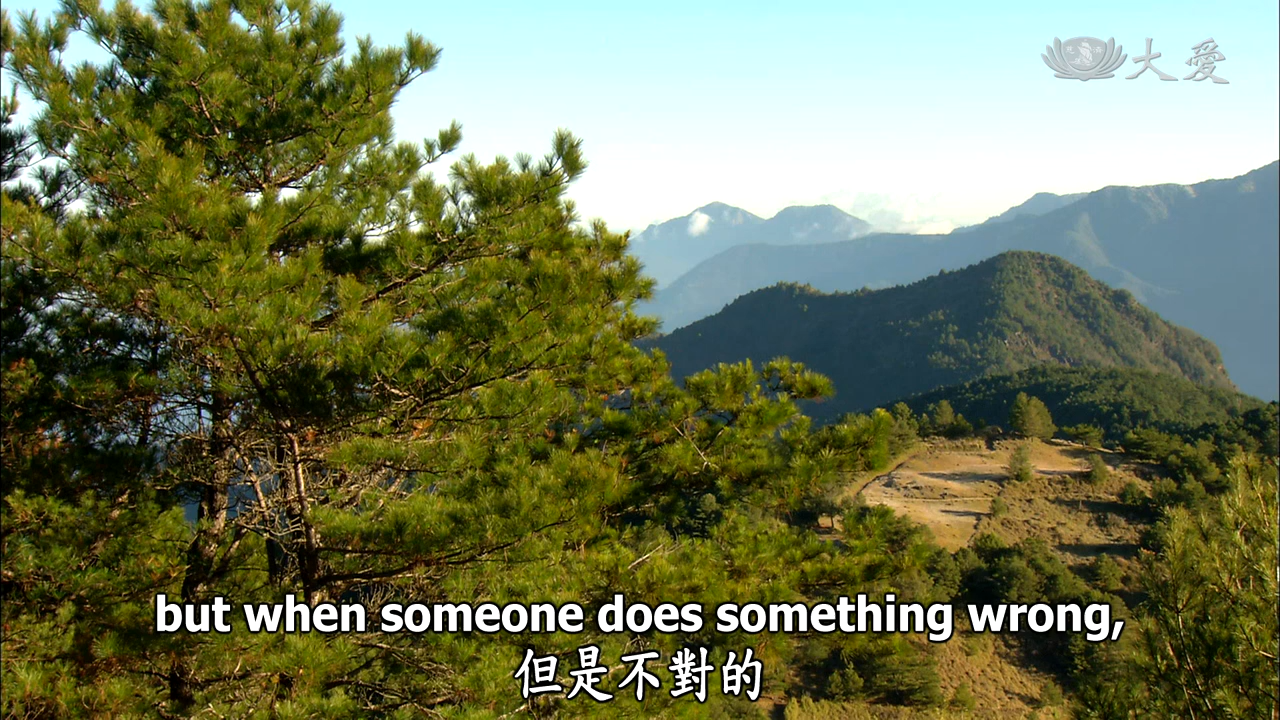 大愛
but when someone does something wrong,
但是不對的